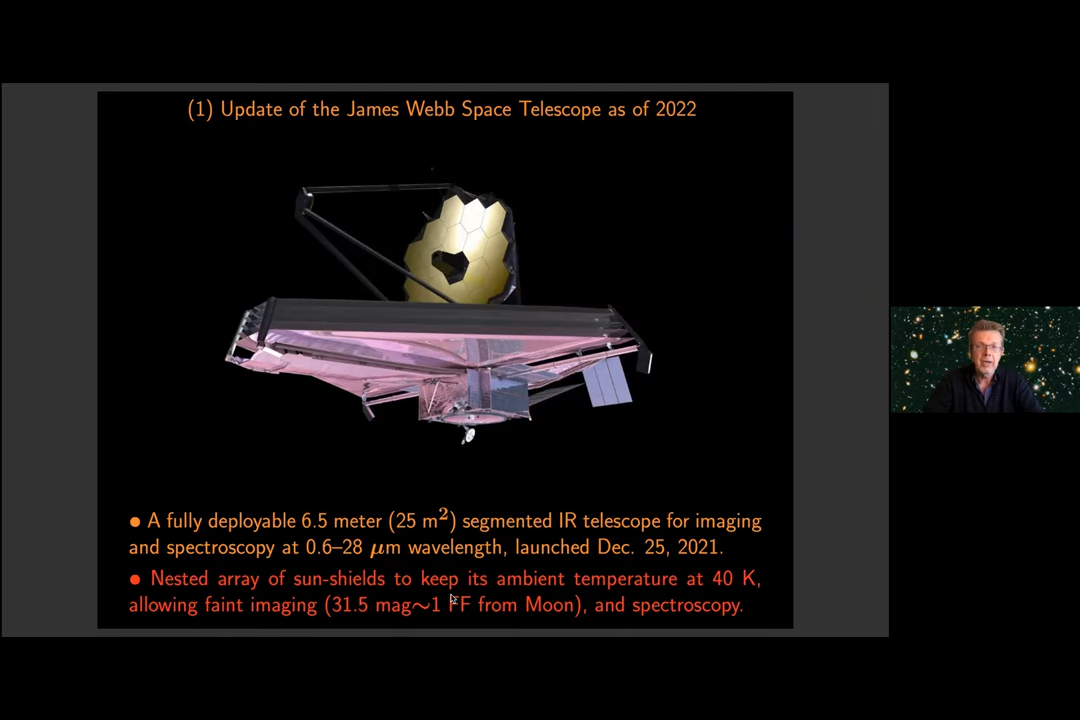 (1) Update of the James Webb Space Telescope as of 2022
● A fully deployable 6.5 meter (25 m²) segmented IR telescope for imaging
and spectroscopy at 0.6–28 μm wavelength, launched Dec. 25, 2021.
● Nested array of sun-shields to keep its ambient temperature at 40 K,
allowing faint imaging (31.5 mag∼1 FF from Moon), and spectroscopy.